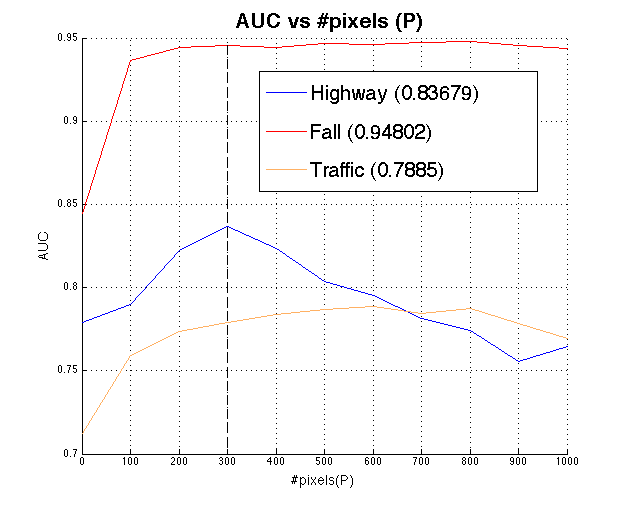 AUC vs #pixels (P)
0.95
0.9
0.85
0.8
0.75
0.7
AUC
Highway (0.83679)
Fall (0.94802)
Traffic (0.7885)
0 100 200 300 400 500 600 700 800 900 1000
#pixels(P)